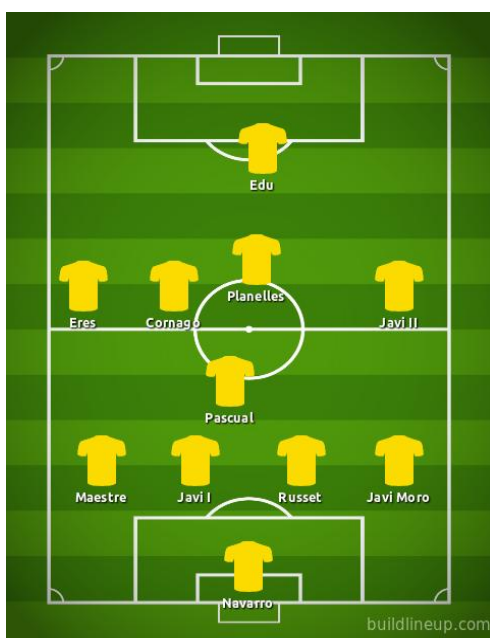 Edu
Planelles
Eres
Cornago
Javi II
Pascual
Maestre
Javi I
Russet
Javi Moro
Navarro
buildlineup.com